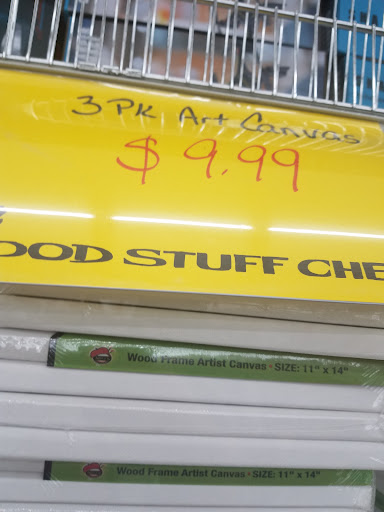 3PK Art Canvas
$ 9.99
OOD STUFF CHE
Wood Frame Artist Canvas • SIZE: 11" x 14"
Wood Frame Artist Canvas • SIZE: 11" x 14"